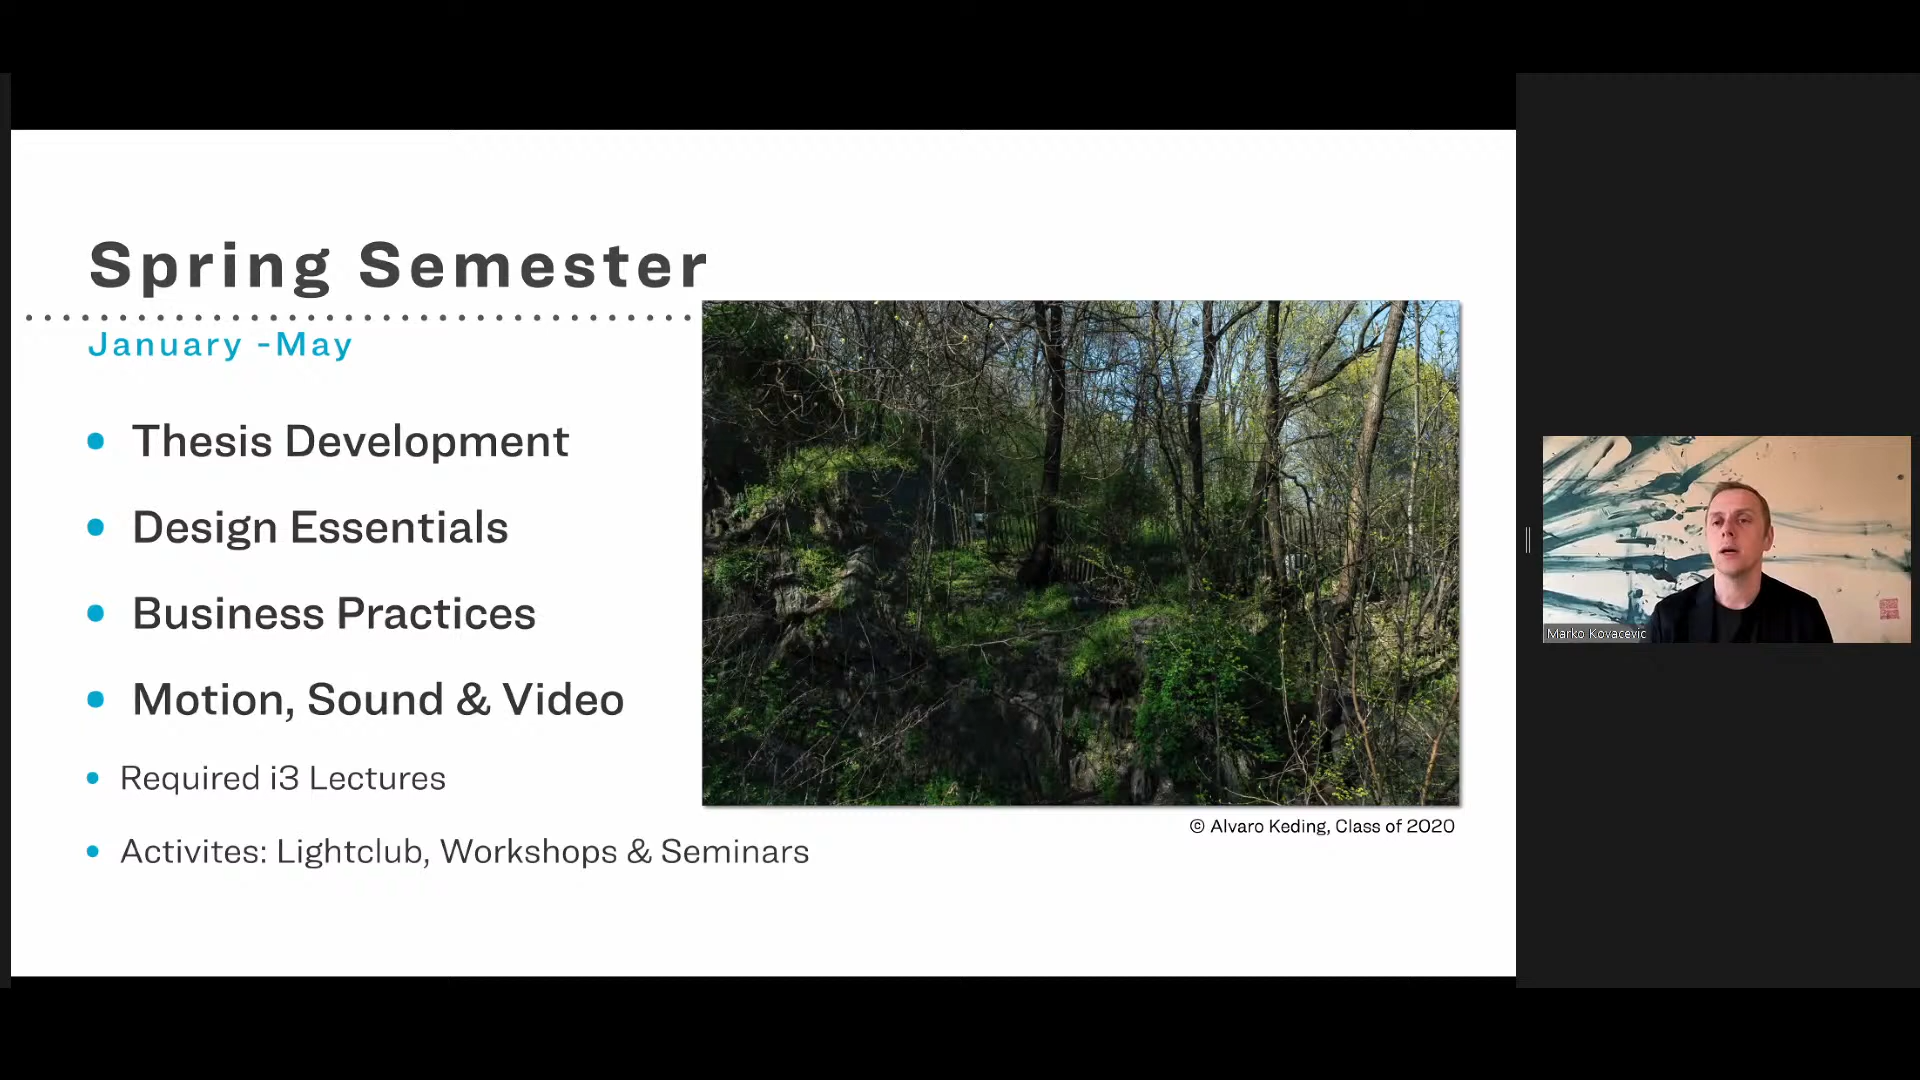 Spring Semester
January -May
Thesis Development
Design Essentials
Business Practices
Motion, Sound & Video
Required i3 Lectures
Activites: Lightclub, Workshops & Seminars
© Alvaro Keding, Class of 2020
Marko Kovacevic